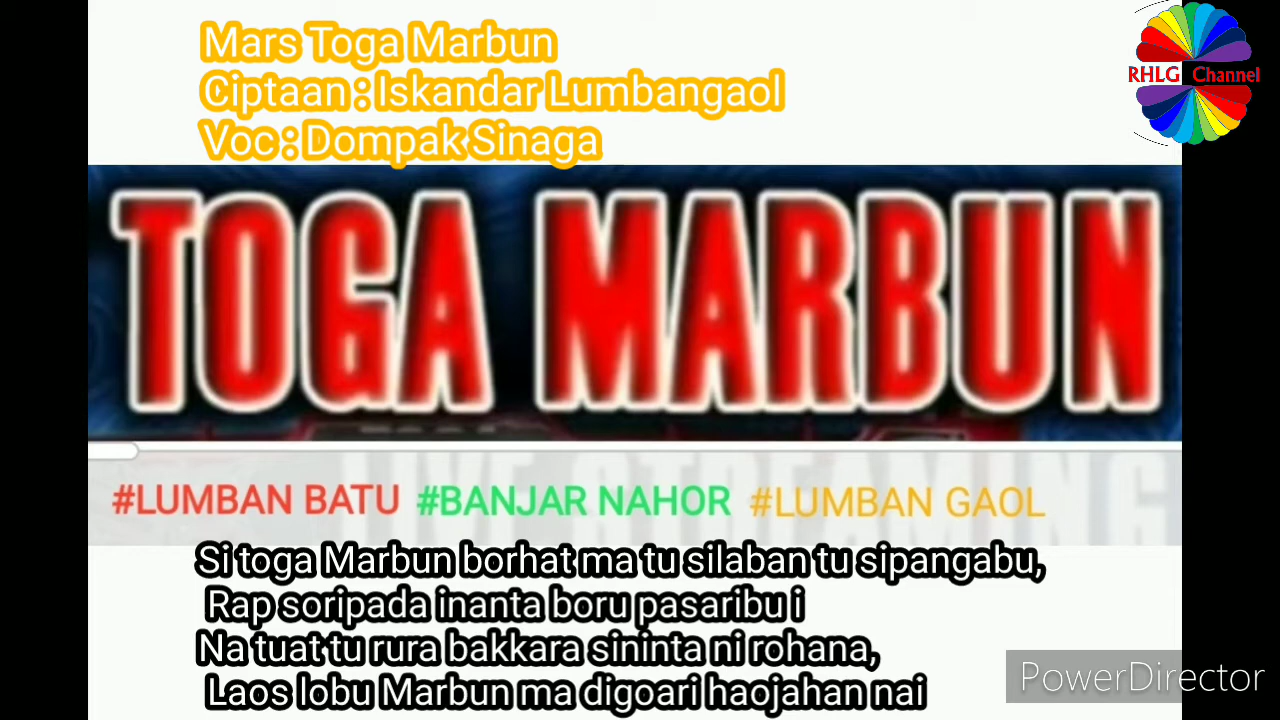 Mars Toga Marbun
Ciptaan : Iskandar Lumbangaol
Voc : Dompak Sinaga
RHLG Channel
TOGA MARBUN
LIVE STREAMING
#LUMBAN BATU #BANJAR NAHOR #LUMBAN GAOL
Si toga Marbun borhat ma tu silaban tu sipangabu,
Rap soripada inanta boru pasaribu i
Na tuat tu rura bakkara sininta ni rohana,
Laos lobu Marbun ma digoari haojahan nai
PowerDirector